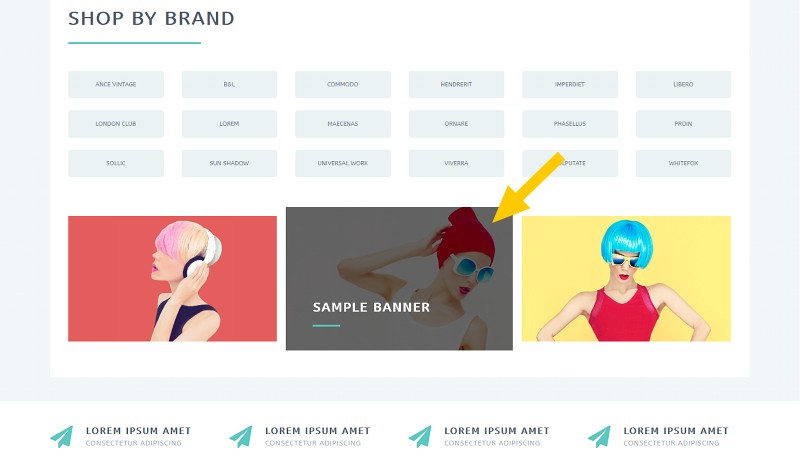 SHOP BY BRAND
ANCE VINTAGE
B&L
COMMODO
HENDRERIT
IMPERDIET
LIBERO
LONDON CLUB
LOREM
MAECENAS
ORNARE
PHASELLUS
PROIN
SOLLIC
SUN SHADOW
UNIVERSAL WORK
VIVERRA
WHITEFOX
SAMPLE BANNER
LOREM IPSUM AMET
CONSECTETUR ADIPISCING
LOREM IPSUM AMET
CONSECTETUR ADIPISCING
LOREM IPSUM AMET
CONSECTETUR ADIPISCING
LOREM IPSUM AMET
CONSECTETUR ADIPISCING